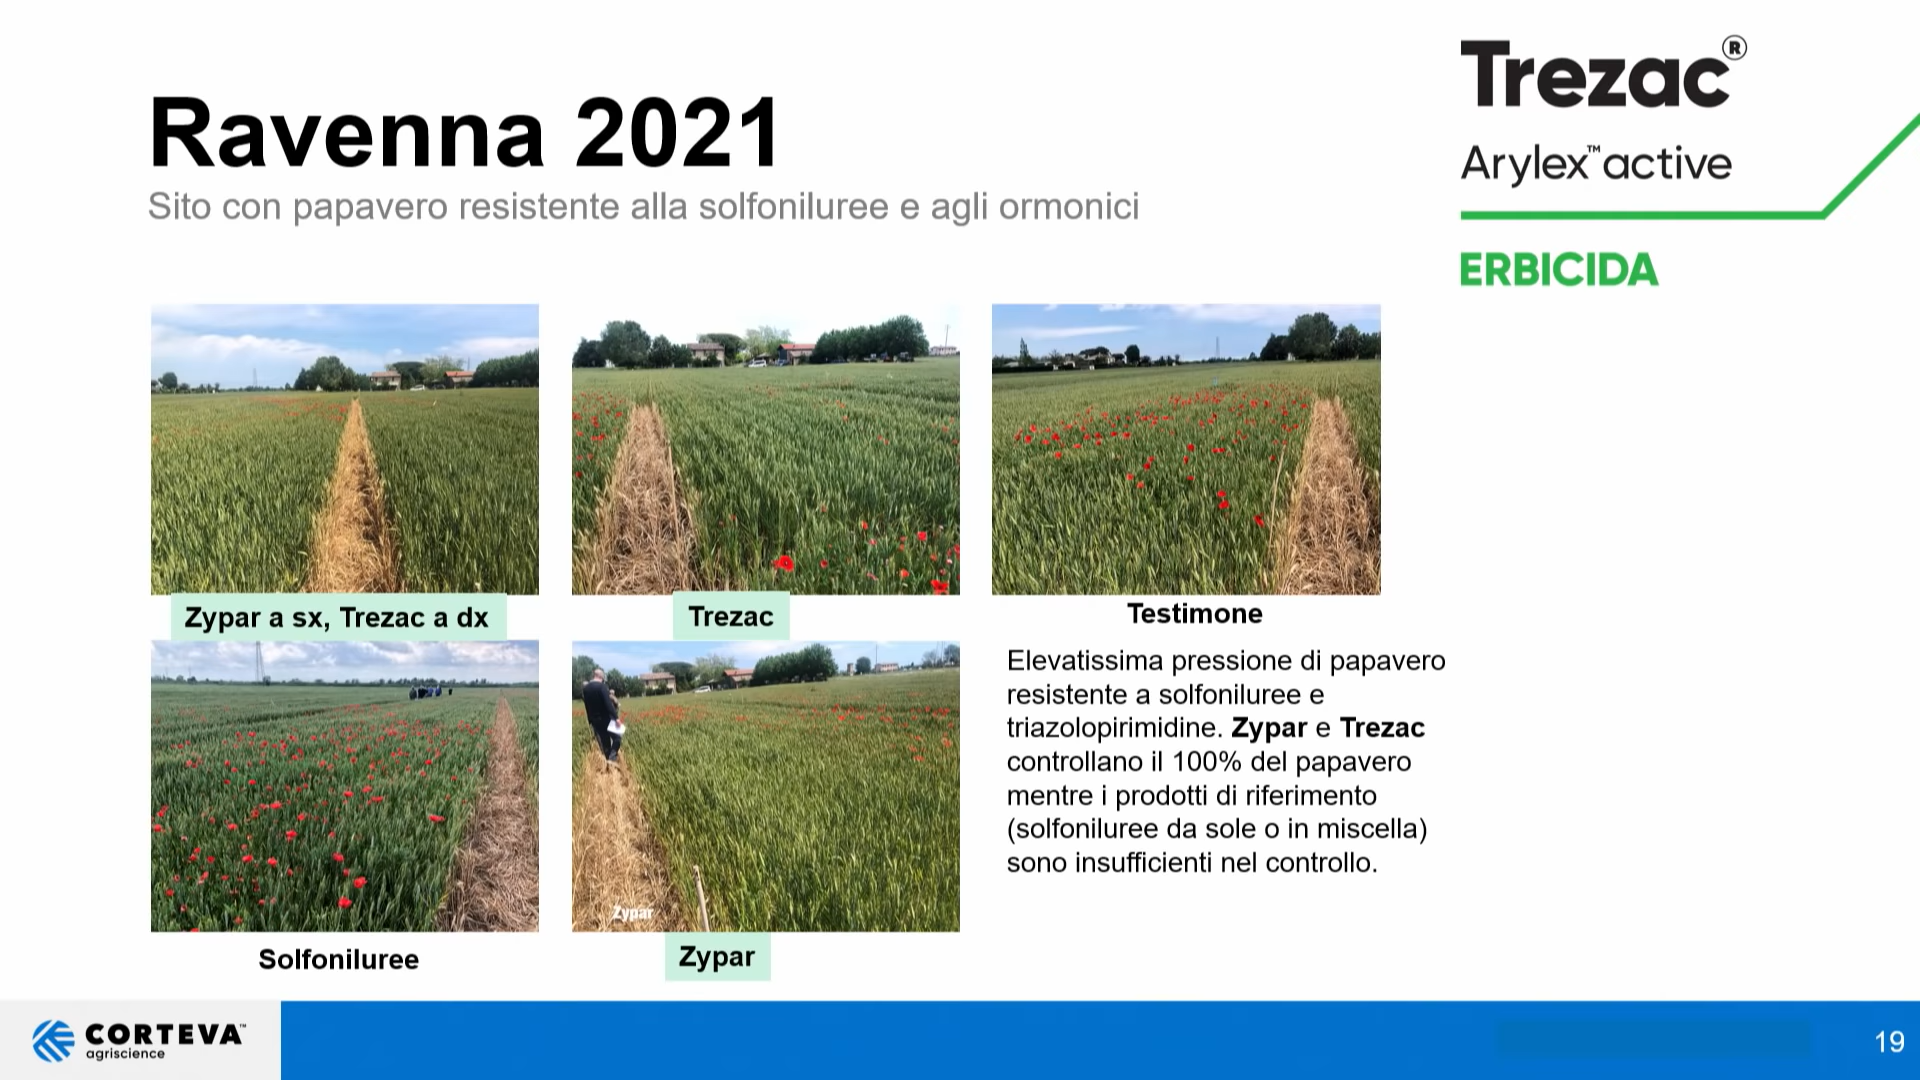 Trezac®
Ravenna 2021
Arylex™active
Sito con papavero resistente alla solfoniluree e agli ormonici
ERBICIDA
Zypar a sx, Trezac a dx
Trezac
Testimone
Elevatissima pressione di papavero
resistente a solfoniluree e
triazolopirimidine. Zypar e Trezac
controllano il 100% del papavero
mentre i prodotti di riferimento
(solfoniluree da sole o in miscella)
sono insufficienti nel controllo.
Zypar
Solfoniluree
Zypar
CORTEVA™
agriscience
19